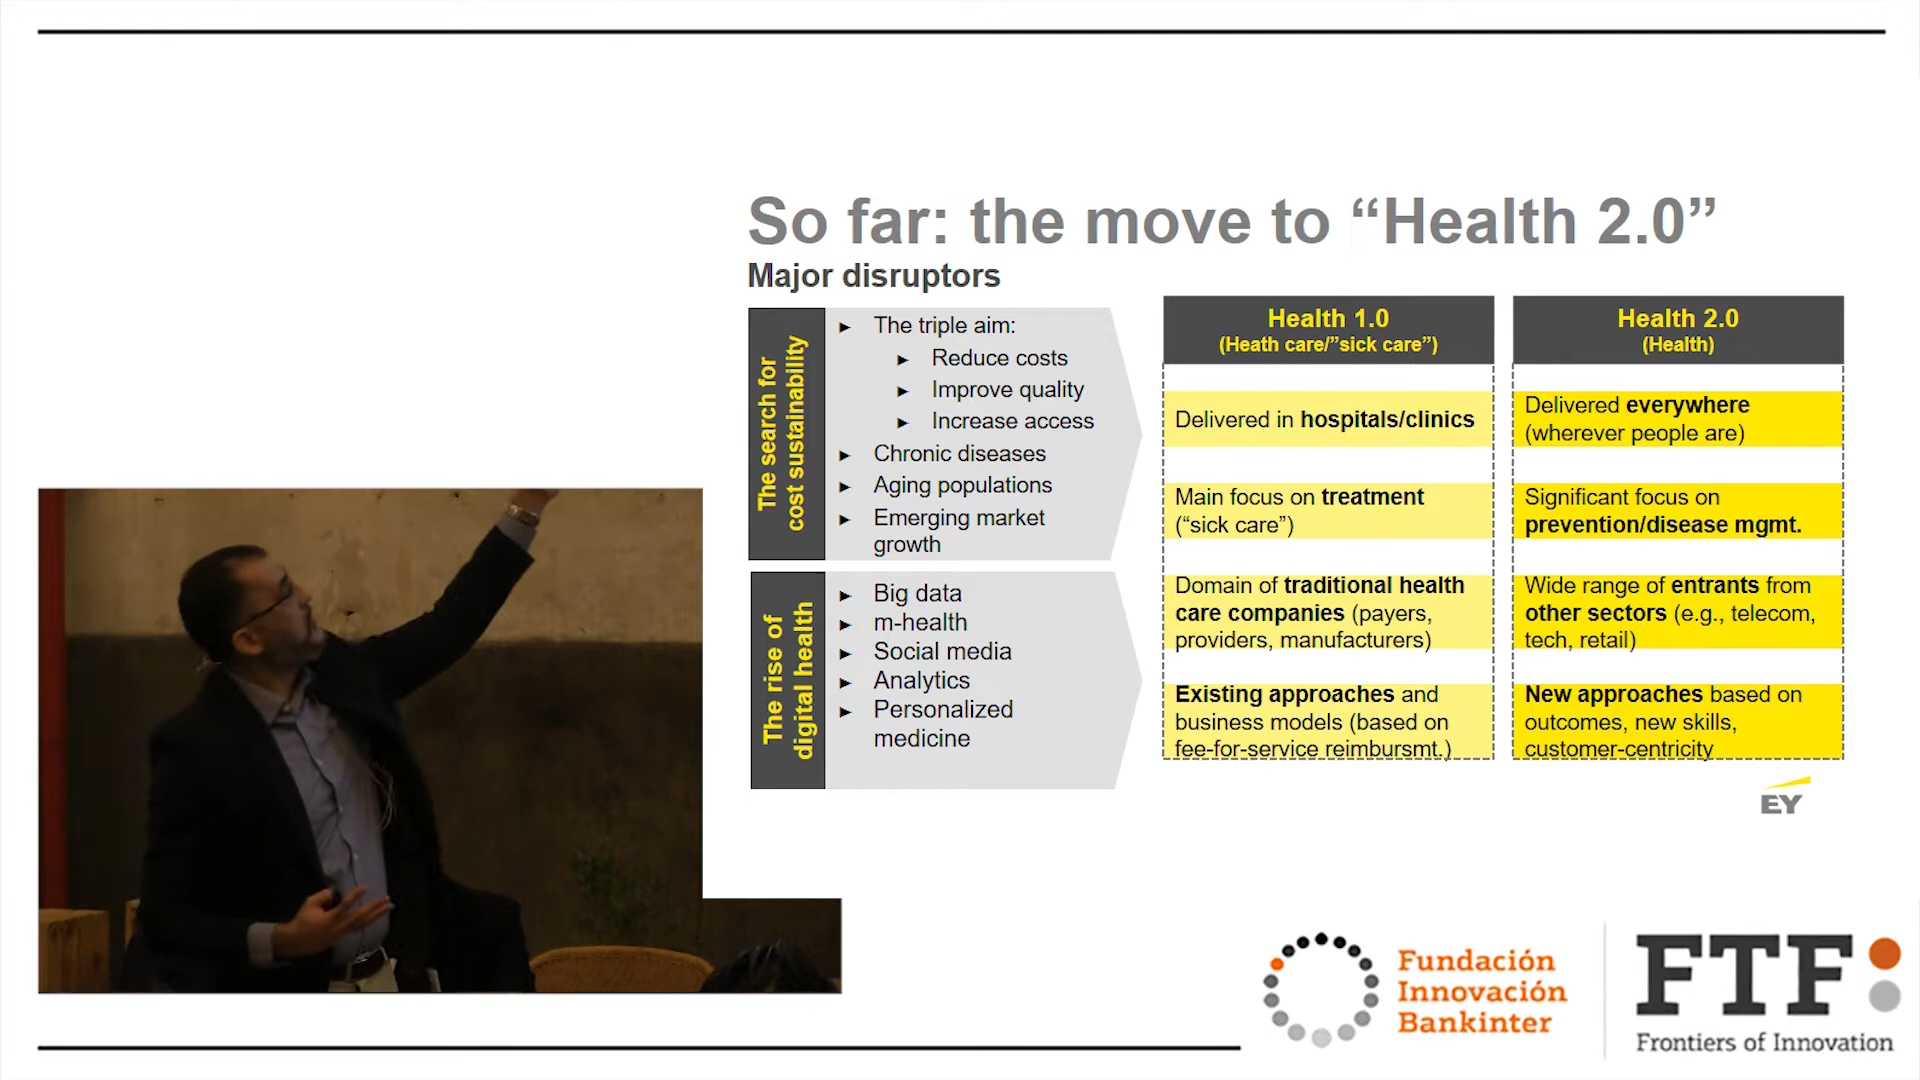 So far: the move to “Health 2.0”
Major disruptors
The search for
cost sustainability
► The triple aim:
► Reduce costs
► Improve quality
► Increase access
► Chronic diseases
► Aging populations
► Emerging market
growth
The rise of
digital health
► Big data
► m-health
► Social media
► Analytics
► Personalized
medicine
Health 1.0
(Heath care/”sick care”)
Delivered in hospitals/clinics
Main focus on treatment
(“sick care”)
Domain of traditional health
care companies (payers,
providers, manufacturers)
Existing approaches and
business models (based on
fee-for-service reimbursmt.)
Health 2.0
(Health)
Delivered everywhere
(wherever people are)
Significant focus on
prevention/disease mgmt.
Wide range of entrants from
other sectors (e.g., telecom,
tech, retail)
New approaches based on
outcomes, new skills,
customer-centricity
EY
Fundación
Innovación
Bankinter
FTF:
Frontiers of Innovation